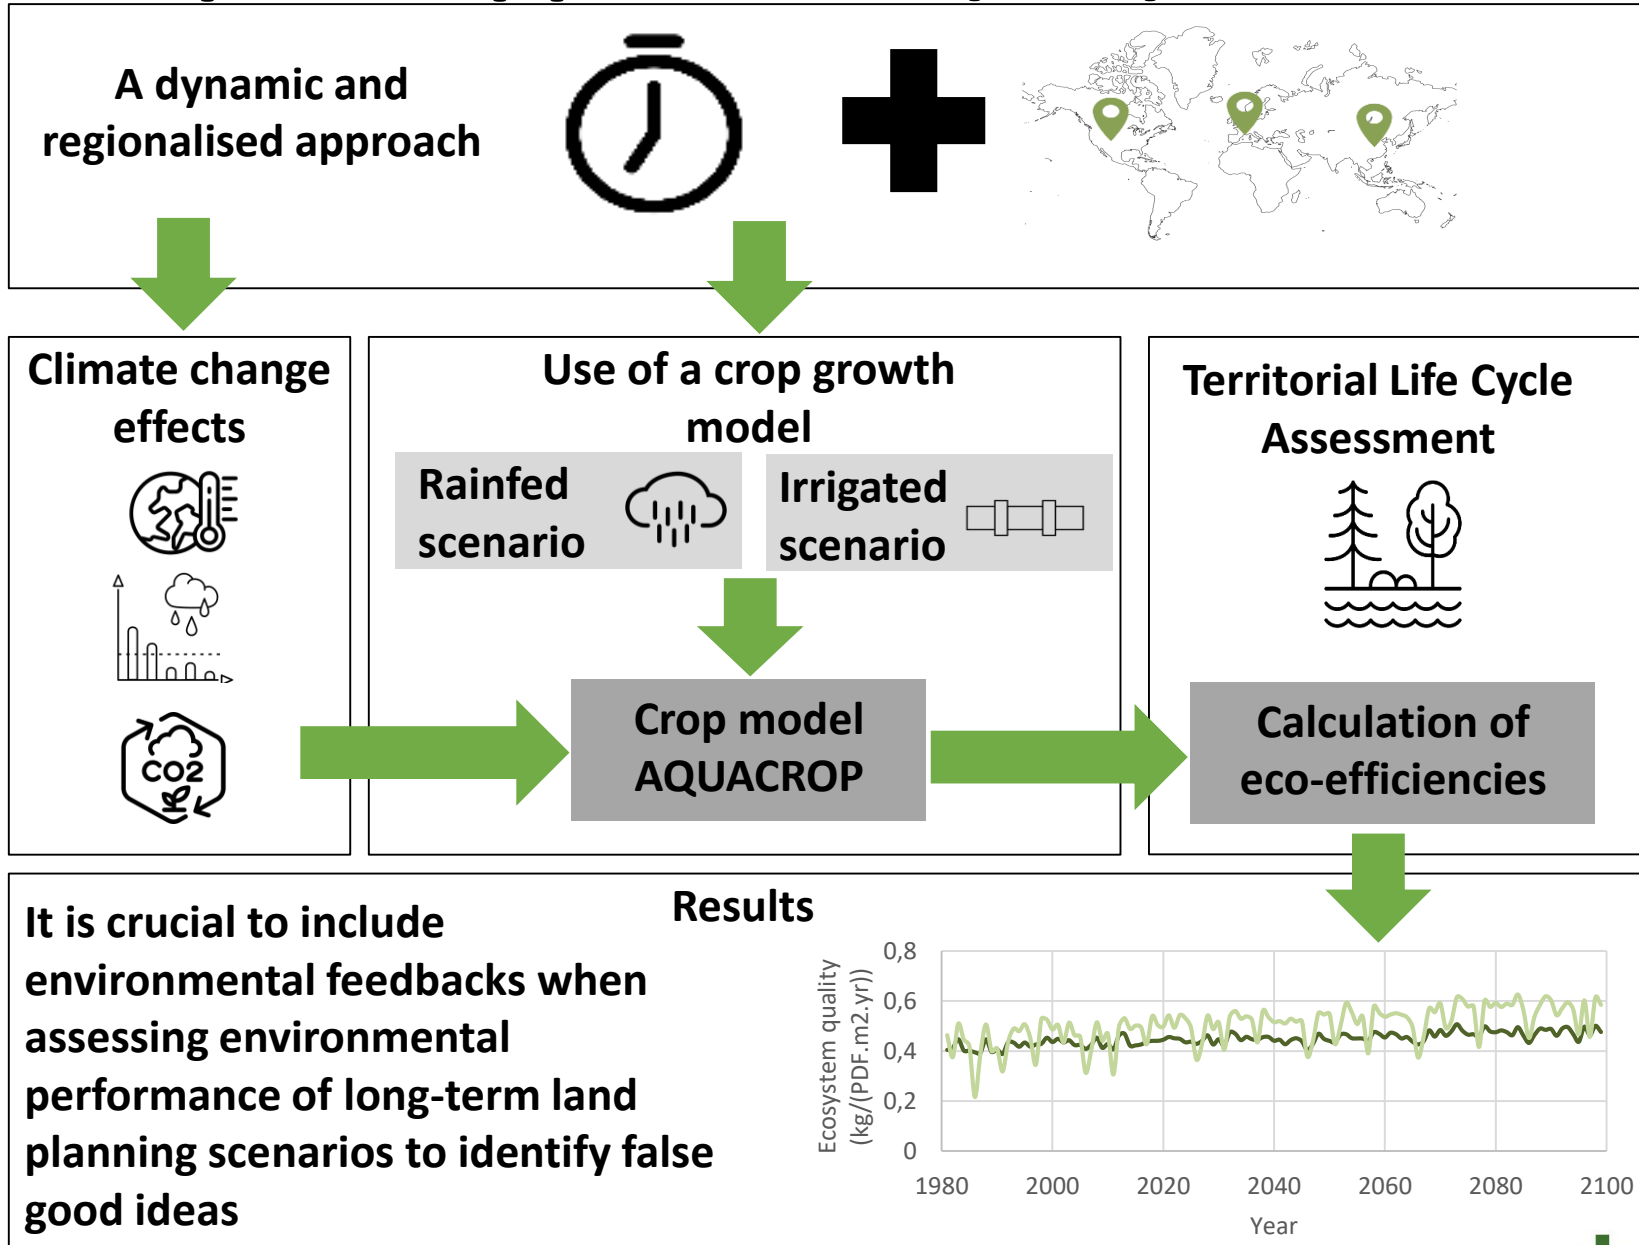 A dynamic and
regionalised approach
Climate change
effects
CO2
Use of a crop growth
model
Rainfed
scenario
Irrigated
scenario
Crop model
AQUACROP
Territorial Life Cycle
Assessment
Calculation of
eco-efficiencies
It is crucial to include
environmental feedbacks when
assessing environmental
performance of long-term land
planning scenarios to identify false
good ideas
Results
Ecosystem quality
(kg/(PDF.m2.yr))
0,8
0,6
0,4
0,2
0
1980 2000 2020 2040 2060 2080 2100
Year